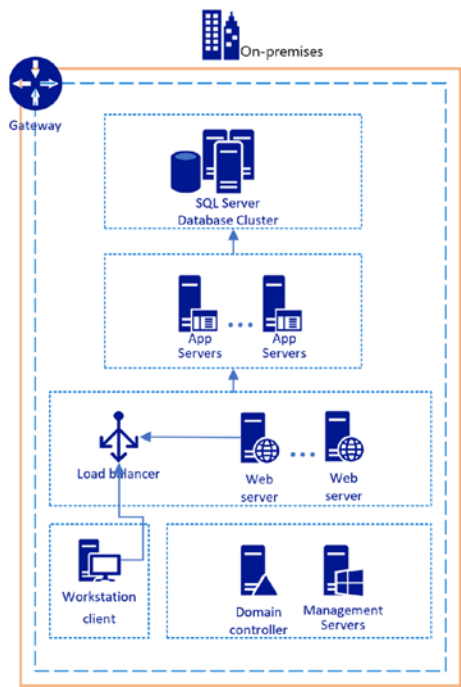 On-premises
Gateway
SQL Server
Database Cluster
App
Servers
App
Servers
Load balancer
Web
server
Web
server
Workstation
client
Domain
controller
Management
Servers